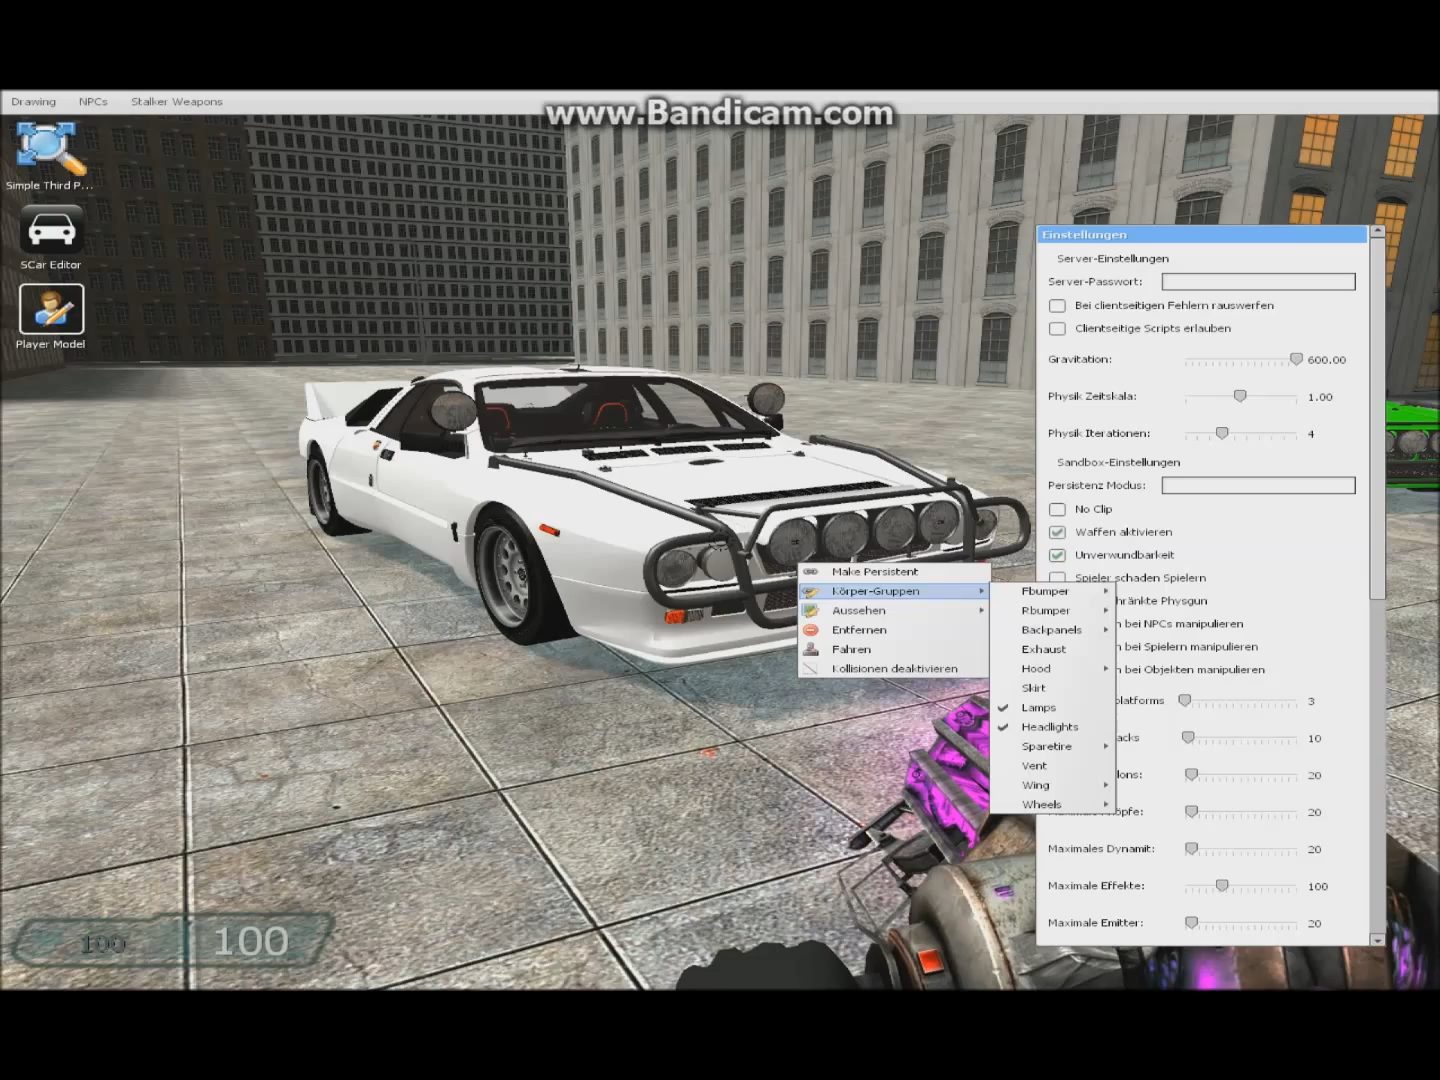 www.Bandicam.com
Drawing NPCs Stalker Weapons
Simple Third P...
SCar Editor
Player Model
Einstellungen
Server-Einstellungen
Server-Passwort:
Bei clientseitigen Fehlern rauswerfen
Clientseitige Scripts erlauben
Gravitation: 600.00
Physik Zeitskala: 1.00
Physik Iterationen: 4
Sandbox-Einstellungen
Persistenz Modus:
No Clip
Waffen aktivieren
Unverwundbarkeit
Spieler schaden Spielern
Physgun
bei NPCs manipulieren
bei Spielern manipulieren
bei Objekten manipulieren
3
10
20
20
Maximales Dynamit: 20
Maximale Effekte: 100
Maximale Emitter: 20
Make Persistent
Körper-Gruppen
Aussehen
Entfernen
Fahren
Kollisionen deaktivieren
Fbumper
Rbumper
Backpanels
Exhaust
Hood
Skirt
Lamps
Headlights
Sparetire
Vent
Wing
Wheels
100 100